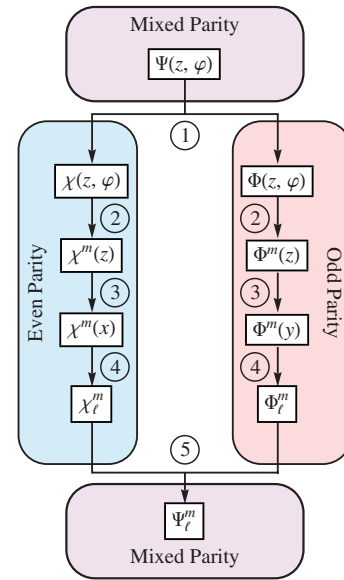 Mixed Parity
Ψ(z, φ)
1
χ(z, φ)
Φ(z, φ)
2
2
χ^m(z)
Φ^m(z)
Even Parity
Odd Parity
3
3
χ^m(x)
Φ^m(y)
4
4
χ_ℓ^m
Φ_ℓ^m
5
Ψ_ℓ^m
Mixed Parity